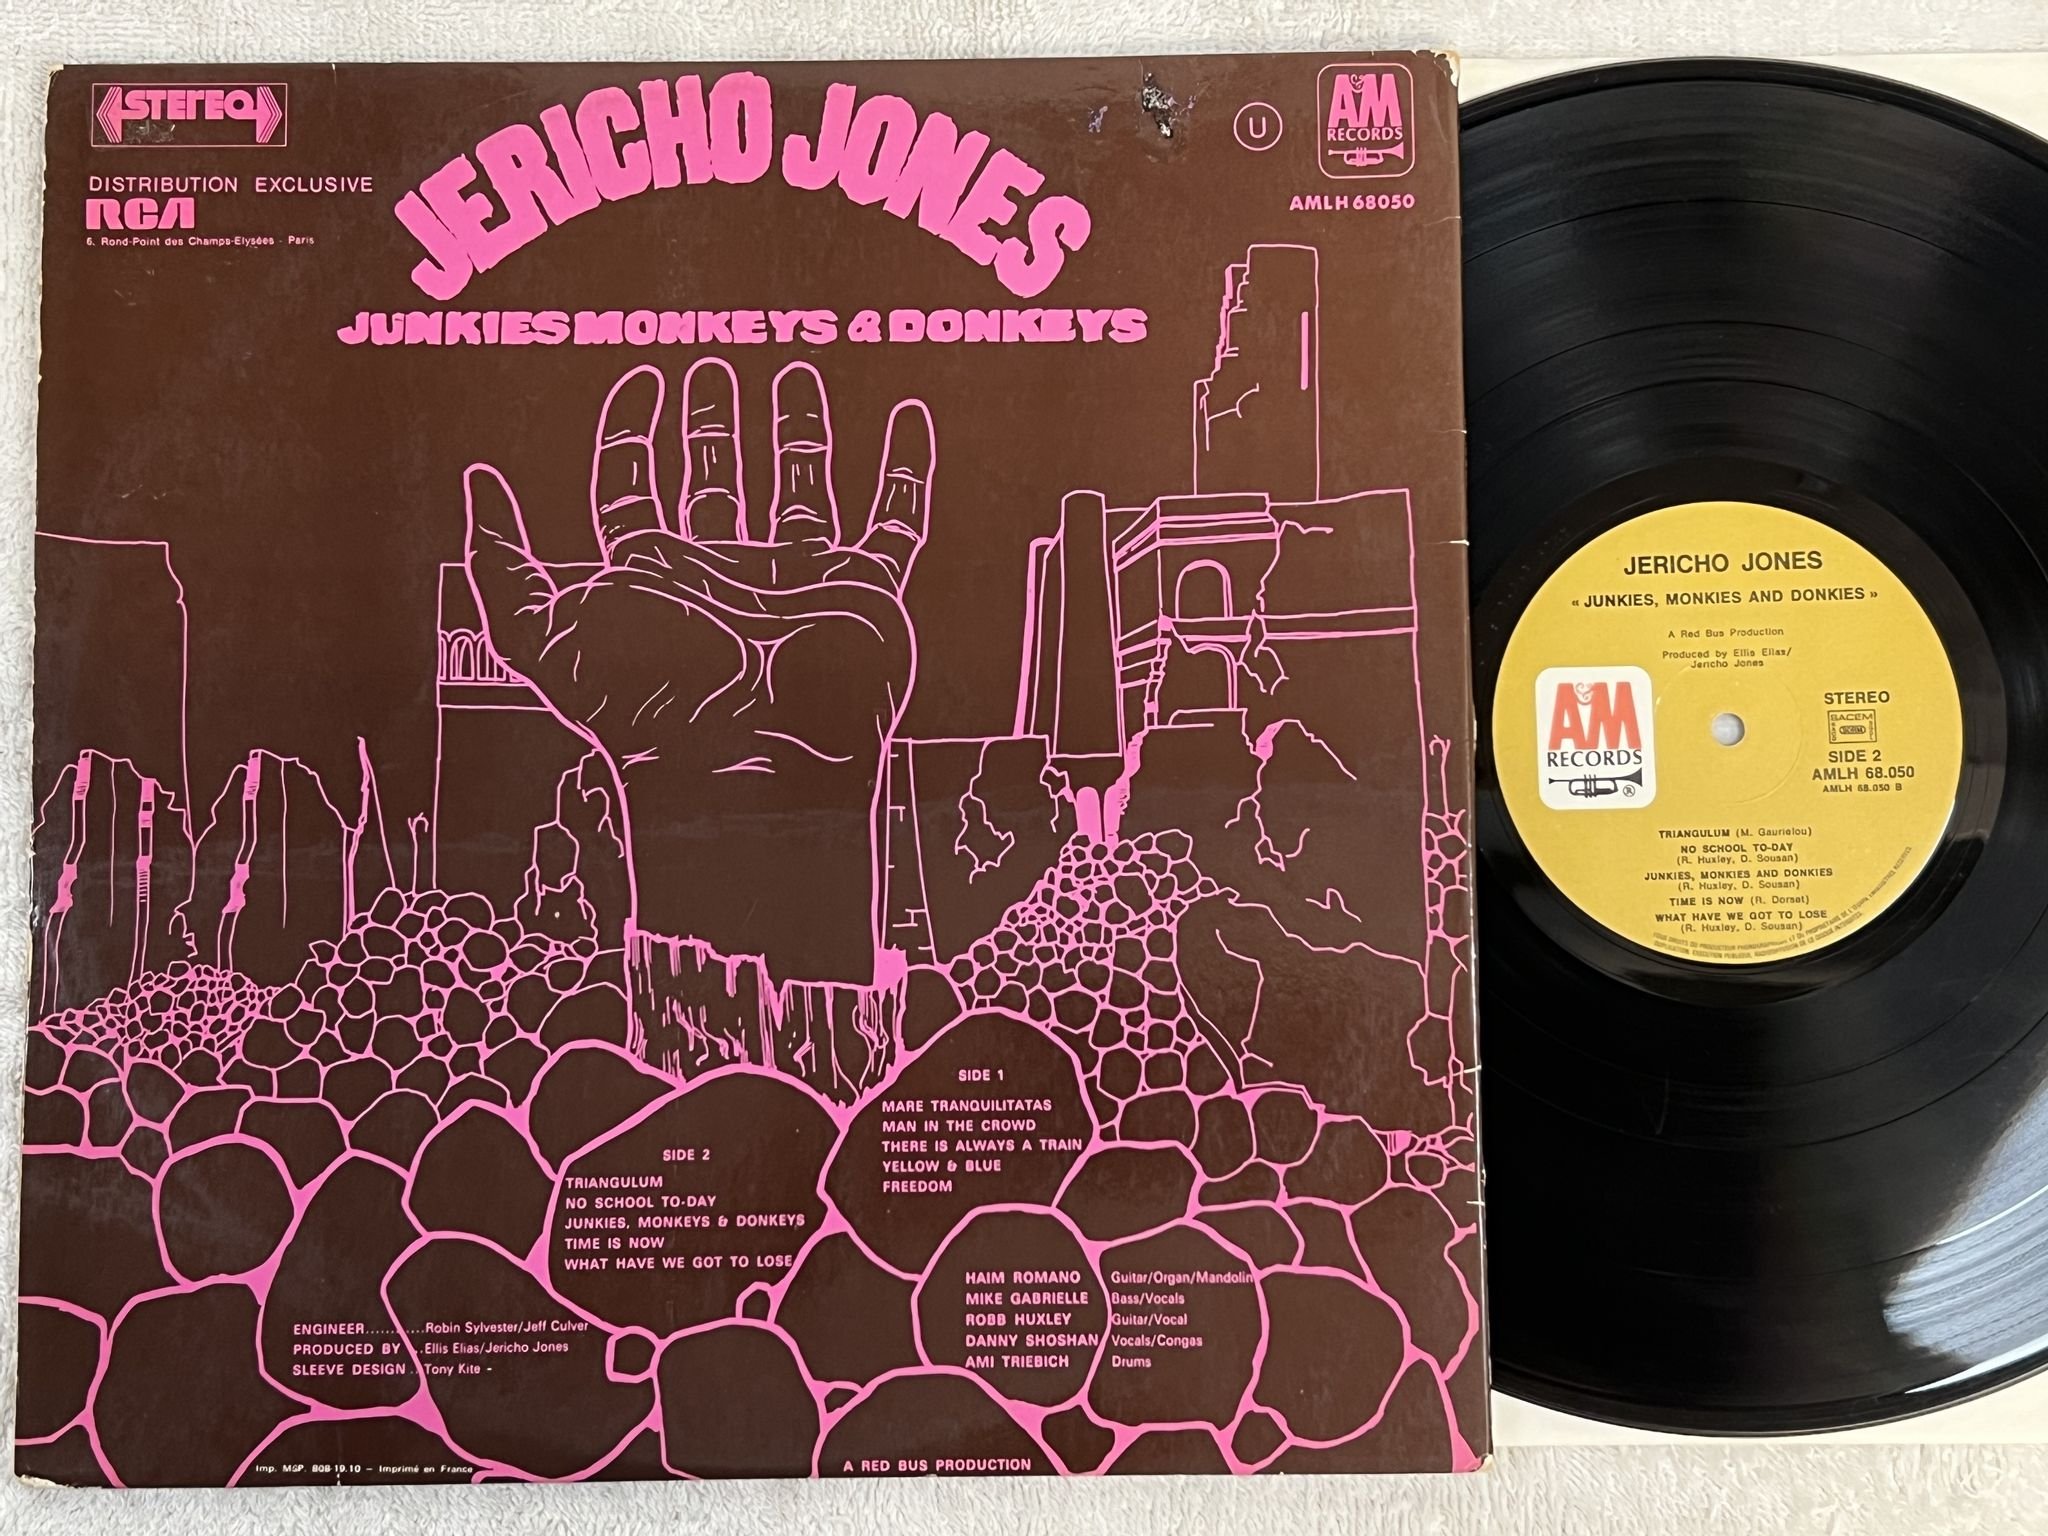 STEREO
DISTRIBUTION EXCLUSIVE
RCA
6. Rond-Point des Champs-Elysées - Paris
JERICHO JONES
JUNKIES MONKEYS & DONKEYS
U
A&M
RECORDS
AMLH 68050
SIDE 1
MARE TRANQUILITATAS
MAN IN THE CROWD
THERE IS ALWAYS A TRAIN
YELLOW & BLUE
FREEDOM
SIDE 2
TRIANGULUM
NO SCHOOL TO-DAY
JUNKIES, MONKEYS & DONKEYS
TIME IS NOW
WHAT HAVE WE GOT TO LOSE
HAIM ROMANO Guitar/Organ/Mandolin
MIKE GABRIELLE Bass/Vocals
ROBB HUXLEY Guitar/Vocal
DANNY SHOSHAN Vocals/Congas
AMI TRIEBICH Drums
ENGINEER............Robin Sylvester/Jeff Culver
PRODUCED BY ...Ellis Elias/Jericho Jones
SLEEVE DESIGN ...Tony Kite -
Imp. MGP. 808-19.10 - Imprimé en France
A RED BUS PRODUCTION
JERICHO JONES
« JUNKIES, MONKIES AND DONKIES »
A Red Bus Production
Produced by Ellis Elias/
Jericho Jones
A&M
RECORDS
®
STEREO
SACEM
SIDE 2
AMLH 68.050
AMLH 68.050 B
TRIANGULUM (M. Gaurielou)
NO SCHOOL TO-DAY
(R. Huxley, D. Sousan)
JUNKIES, MONKIES AND DONKIES
(R. Huxley, D. Sousan)
TIME IS NOW (R. Dorset)
WHAT HAVE WE GOT TO LOSE
(R. Huxley, D. Sousan)